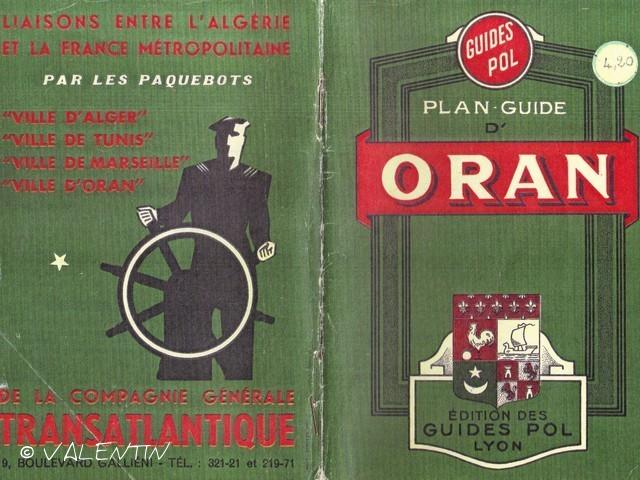 LIAISONS ENTRE L'ALGÉRIE
ET LA FRANCE MÉTROPOLITAINE
PAR LES PAQUEBOTS
"VILLE D'ALGER"
"VILLE DE TUNIS"
"VILLE DE MARSEILLE"
"VILLE D'ORAN"
DE LA COMPAGNIE GÉNÉRALE
TRANSATLANTIQUE
9, BOULEVARD GALLIÉNI - TÉL. : 321-21 et 219-71
© VALENTIN
GUIDES
POL
4,20
PLAN-GUIDE
D'
ORAN
ÉDITION DES
GUIDES POL
LYON